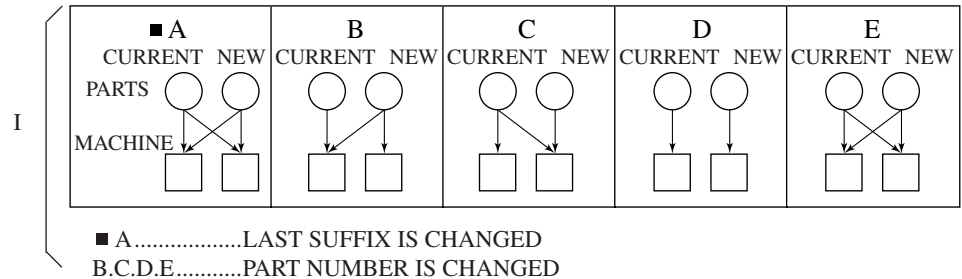 ■ A B C D E
CURRENT NEW CURRENT NEW CURRENT NEW CURRENT NEW CURRENT NEW
PARTS
I
MACHINE
■ A..................LAST SUFFIX IS CHANGED
B.C.D.E...........PART NUMBER IS CHANGED